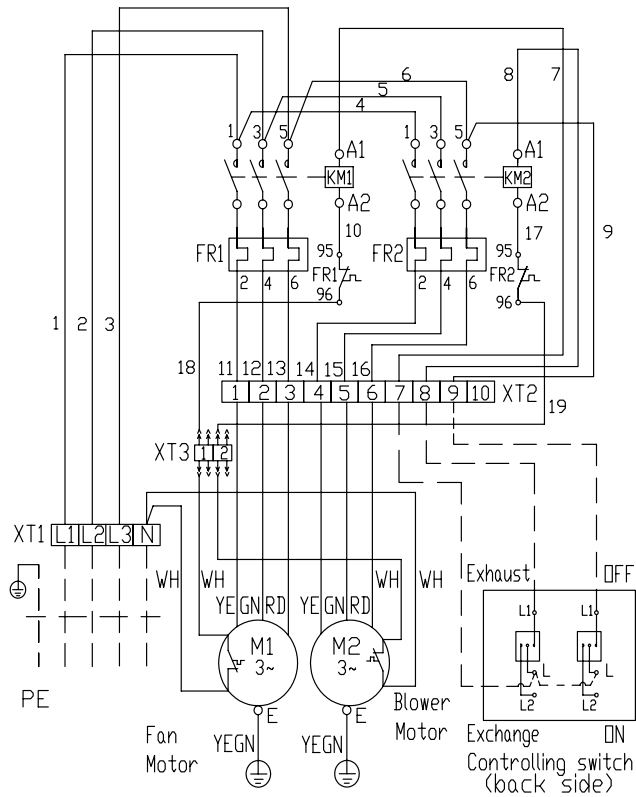 6
5
4
8
7
1 3 5
A1
1 3 5
A1
KM1
KM2
A2
A2
10
17
9
95
95
FR1
FR1
FR2
FR2
2 4 6
2 4 6
96
96
1 2 3
18
11 12 13 14 15 16
1 2 3 4 5 6 7 8 9 10
XT2
19
XT3
1 2
XT1
L1 L2 L3 N
WH
WH
WH
WH
Exhaust
OFF
YE GN RD
YE GN RD
L1
L1
M1
3~
M2
3~
L
L
L2
L2
PE
E
E
Fan
Motor
YEGN
YEGN
Blower
Motor
Exchange
ON
Controlling switch
(back side)